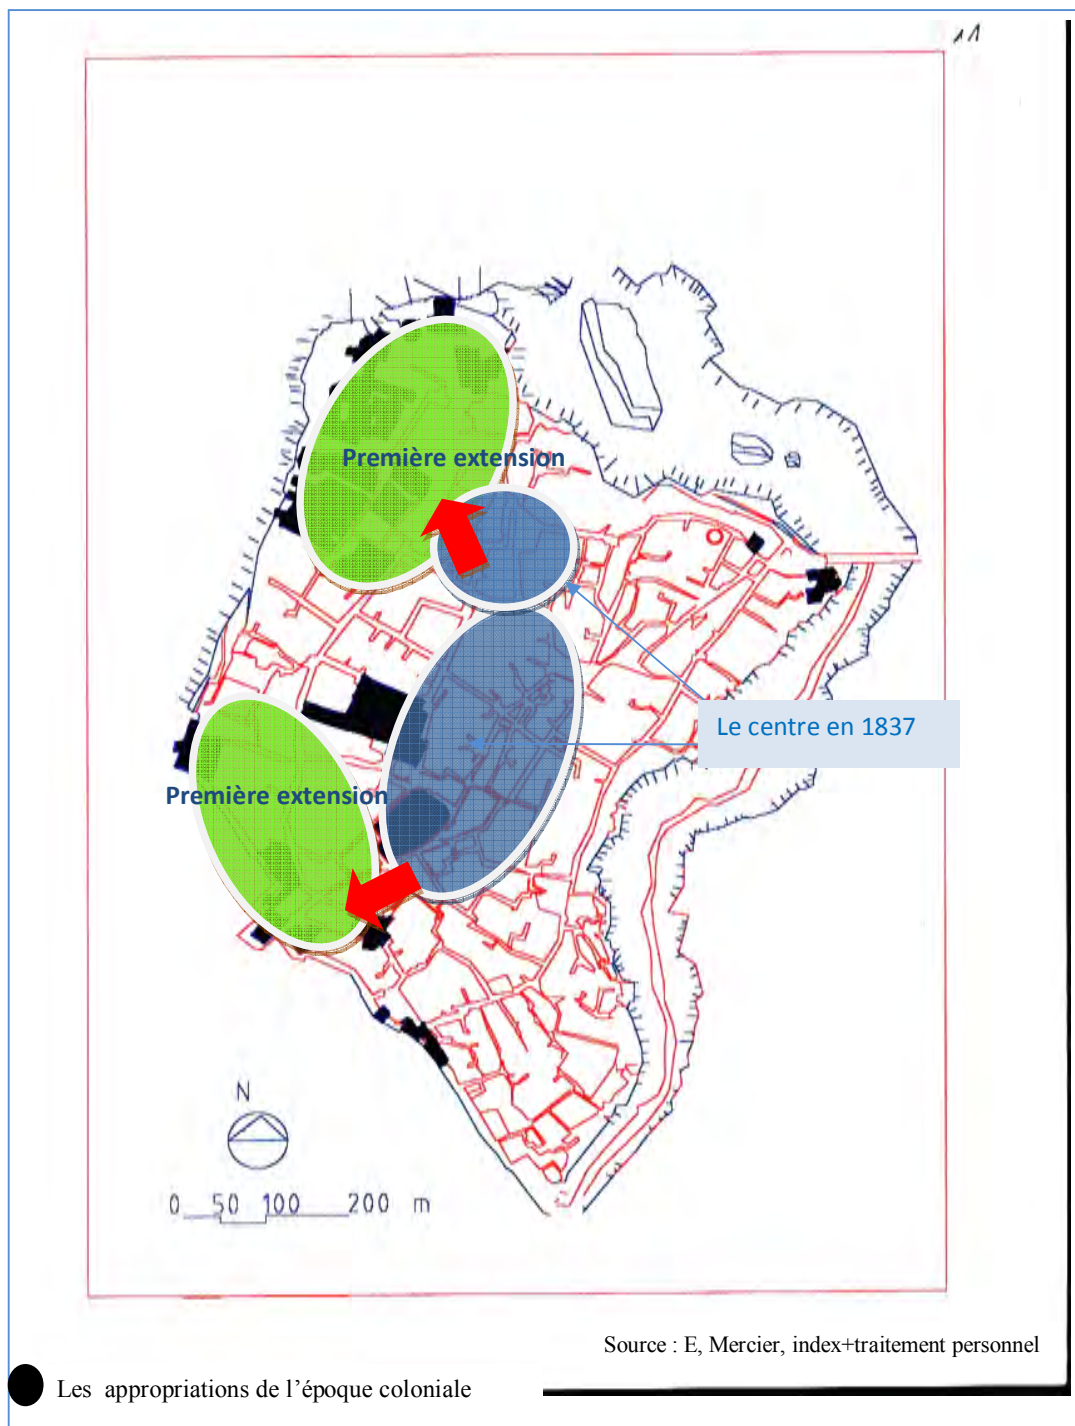 11
Première extension
Le centre en 1837
Première extension
N
0 50 100 200 m
Source : E, Mercier, index+traitement personnel
Les appropriations de l’époque coloniale